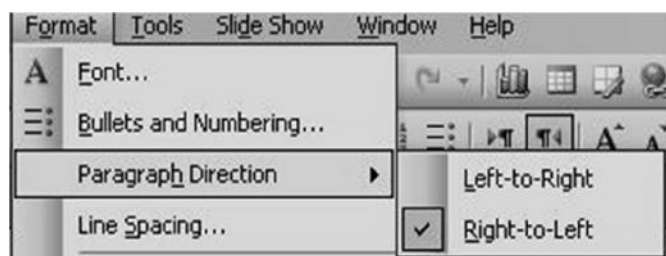 Format Tools Slide Show Window Help
Font...
Bullets and Numbering...
Paragraph Direction
Left-to-Right
Line Spacing...
Right-to-Left